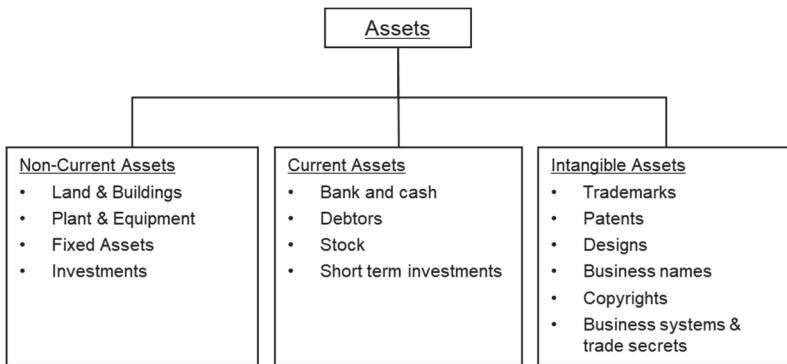 Assets
Non-Current Assets
• Land & Buildings
• Plant & Equipment
• Fixed Assets
• Investments
Current Assets
• Bank and cash
• Debtors
• Stock
• Short term investments
Intangible Assets
• Trademarks
• Patents
• Designs
• Business names
• Copyrights
• Business systems &
trade secrets